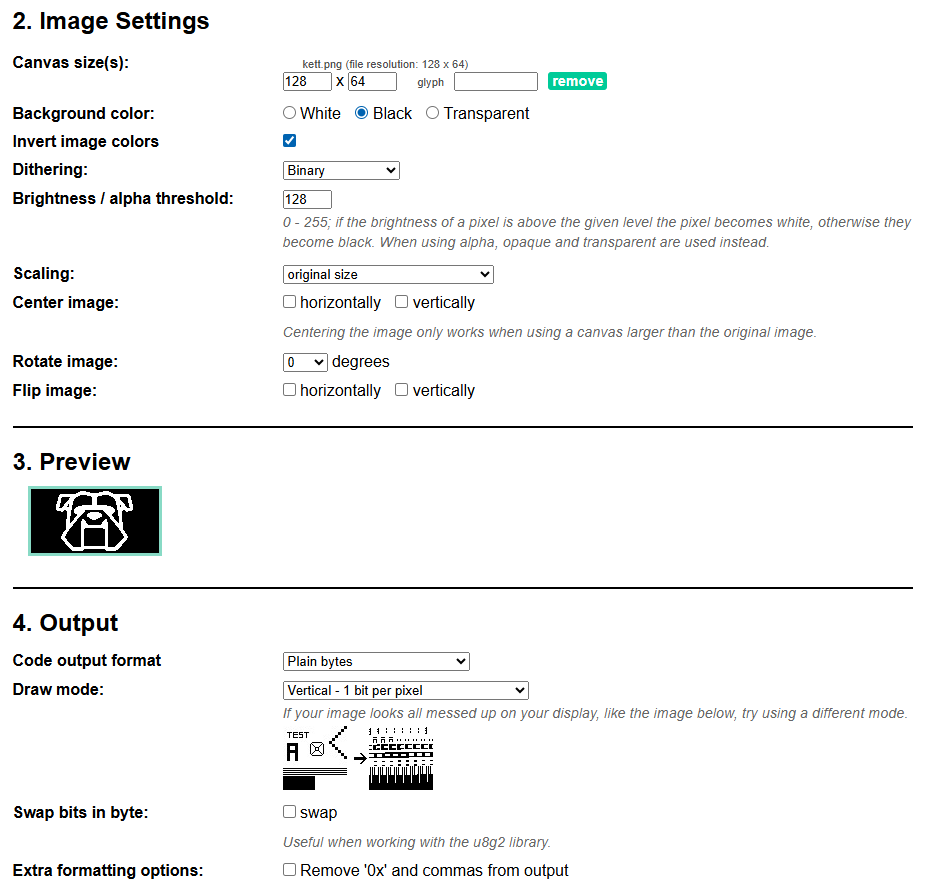 2. Image Settings
Canvas size(s):
kett.png (file resolution: 128 x 64)
128 x 64 glyph remove
Background color: White Black Transparent
Invert image colors
Dithering: Binary
Brightness / alpha threshold: 128
0 - 255; if the brightness of a pixel is above the given level the pixel becomes white, otherwise they
become black. When using alpha, opaque and transparent are used instead.
Scaling: original size
Center image: horizontally vertically
Centering the image only works when using a canvas larger than the original image.
Rotate image: 0 degrees
Flip image: horizontally vertically
3. Preview
4. Output
Code output format Plain bytes
Draw mode: Vertical - 1 bit per pixel
If your image looks all messed up on your display, like the image below, try using a different mode.
TEST
A
Swap bits in byte: swap
Useful when working with the u8g2 library.
Extra formatting options: Remove '0x' and commas from output